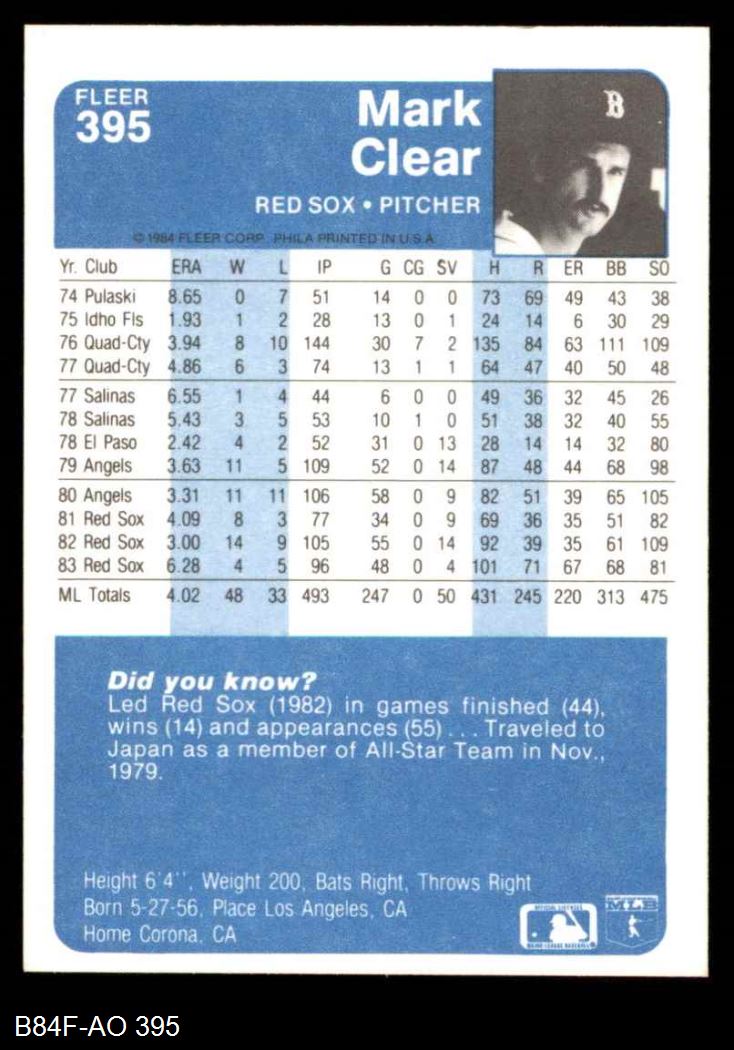 FLEER
395
Mark
Clear
RED SOX • PITCHER
B
© 1984 FLEER CORP. PHILA PRINTED IN U.S.A.
Yr. Club ERA W L IP G CG SV H R ER BB SO
74 Pulaski 8.65 0 7 51 14 0 0 73 69 49 43 38
75 Idho Fls 1.93 1 2 28 13 0 1 24 14 6 30 29
76 Quad-Cty 3.94 8 10 144 30 7 2 135 84 63 111 109
77 Quad-Cty 4.86 6 3 74 13 1 1 64 47 40 50 48
77 Salinas 6.55 1 4 44 6 0 0 49 36 32 45 26
78 Salinas 5.43 3 5 53 10 1 0 51 38 32 40 55
78 El Paso 2.42 4 2 52 31 0 13 28 14 14 32 80
79 Angels 3.63 11 5 109 52 0 14 87 48 44 68 98
80 Angels 3.31 11 11 106 58 0 9 82 51 39 65 105
81 Red Sox 4.09 8 3 77 34 0 9 69 36 35 51 82
82 Red Sox 3.00 14 9 105 55 0 14 92 39 35 61 109
83 Red Sox 6.28 4 5 96 48 0 4 101 71 67 68 81
ML Totals 4.02 48 33 493 247 0 50 431 245 220 313 475
Did you know?
Led Red Sox (1982) in games finished (44),
wins (14) and appearances (55) . . . Traveled to
Japan as a member of All-Star Team in Nov.,
1979.
Height 6'4'', Weight 200, Bats Right, Throws Right
Born 5-27-56, Place Los Angeles, CA
Home Corona, CA
OFFICIAL LICENSEE
MAJOR LEAGUE BASEBALL
MLB
B84F-AO 395